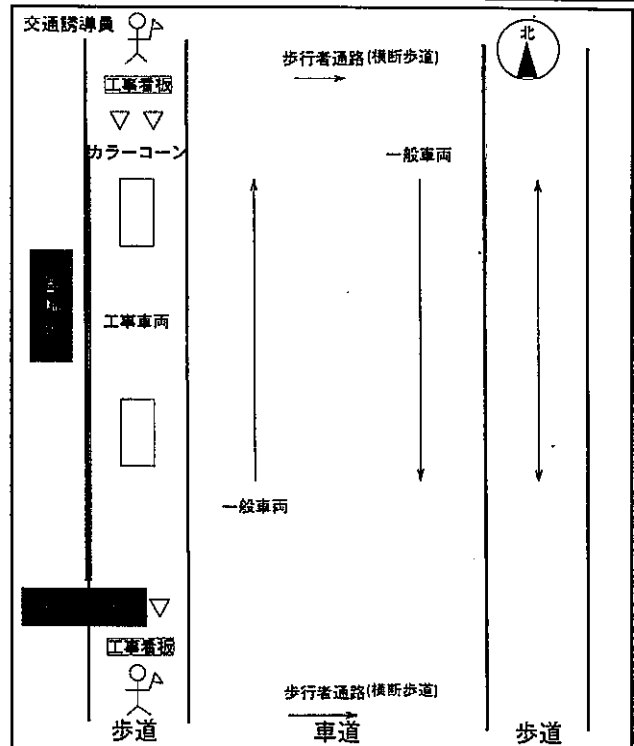 交通誘導員
北
歩行者通路(横断歩道)
工事看板
カラーコーン
一般車両
工事車両
一般車両
工事看板
歩行者通路(横断歩道)
歩道
車道
歩道